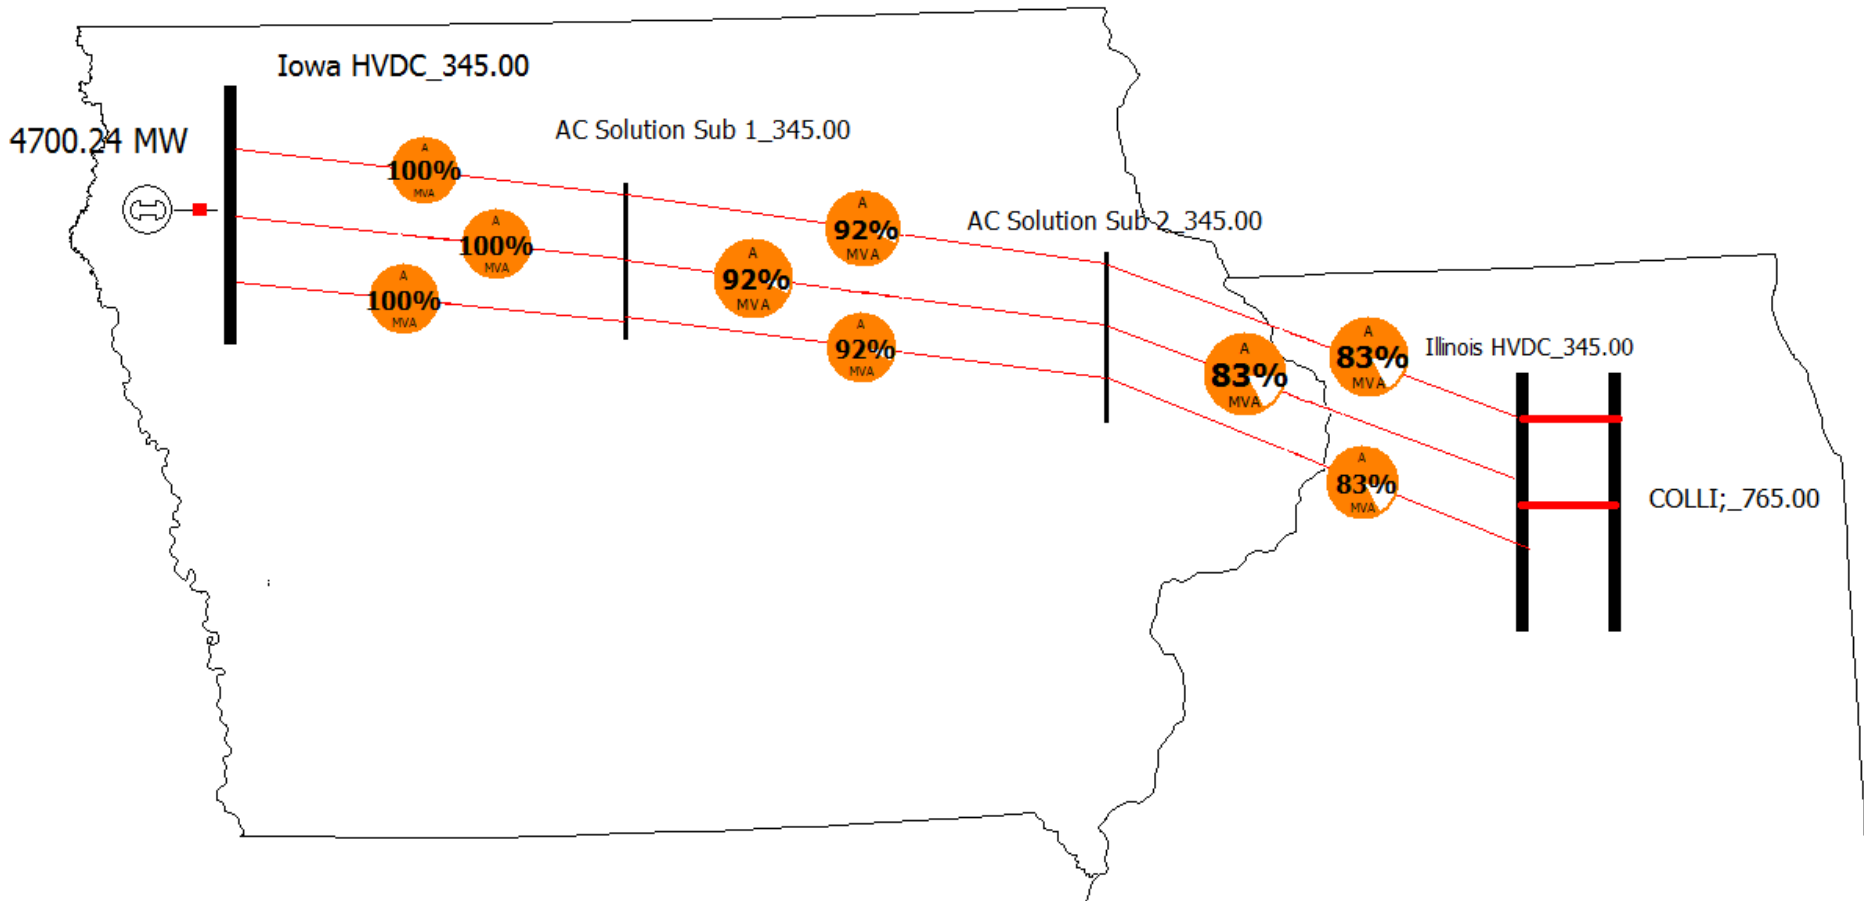 Iowa HVDC_345.00
4700.24 MW
AC Solution Sub 1_345.00
AC Solution Sub 2_345.00
Illinois HVDC_345.00
COLLI;_765.00
A
100%
MVA
A
100%
MVA
A
100%
MVA
A
92%
MVA
A
92%
MVA
A
92%
MVA
A
83%
MVA
A
83%
MVA
A
83%
MVA